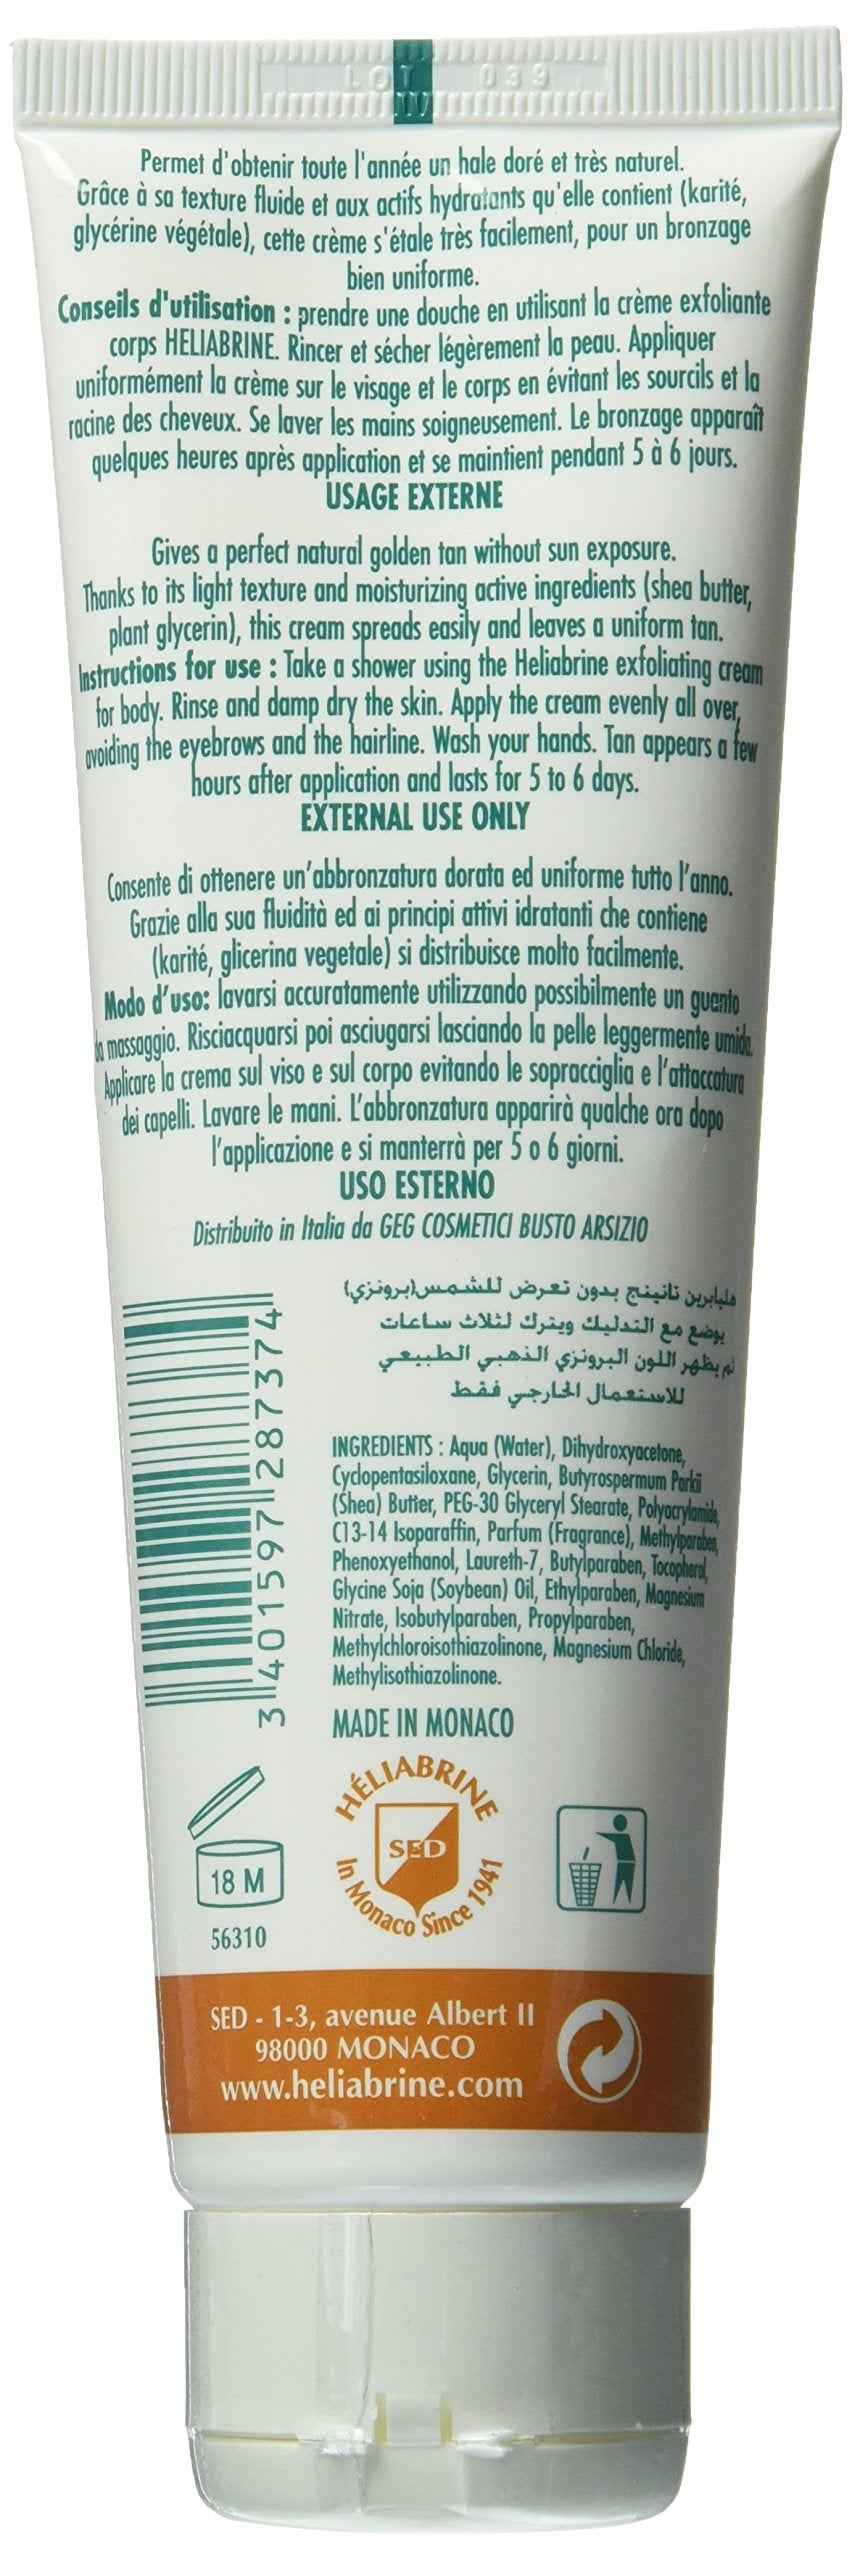 LOT 039
Permet d'obtenir toute l'année un hale doré et très naturel.
Grâce à sa texture fluide et aux actifs hydratants qu'elle contient (karité,
glycérine végétale), cette crème s'étale très facilement, pour un bronzage
bien uniforme.
Conseils d'utilisation : prendre une douche en utilisant la crème exfoliante
corps HELIABRINE. Rincer et sécher légèrement la peau. Appliquer
uniformément la crème sur le visage et le corps en évitant les sourcils et la
racine des cheveux. Se laver les mains soigneusement. Le bronzage apparaît
quelques heures après application et se maintient pendant 5 à 6 jours.
USAGE EXTERNE
Gives a perfect natural golden tan without sun exposure.
Thanks to its light texture and moisturizing active ingredients (shea butter,
plant glycerin), this cream spreads easily and leaves a uniform tan.
Instructions for use : Take a shower using the Heliabrine exfoliating cream
for body. Rinse and damp dry the skin. Apply the cream evenly all over,
avoiding the eyebrows and the hairline. Wash your hands. Tan appears a few
hours after application and lasts for 5 to 6 days.
EXTERNAL USE ONLY
Consente di ottenere un'abbronzatura dorata ed uniforme tutto l'anno.
Grazie alla sua fluidità ed ai principi attivi idratanti che contiene
(karité, glicerina vegetale) si distribuisce molto facilmente.
Modo d'uso: lavarsi accuratamente utilizzando possibilmente un guanto
da massaggio. Risciacquarsi poi asciugarsi lasciando la pelle leggermente umida.
Applicare la crema sul viso e sul corpo evitando le sopracciglia e l'attaccatura
dei capelli. Lavare le mani. L'abbronzatura apparirà qualche ora dopo
l'applicazione e si manterrà per 5 o 6 giorni.
USO ESTERNO
Distribuito in Italia da GEG COSMETICI BUSTO ARSIZIO
هليابرين تانينج بدون تعرض للشمس(برونزي)
يوضع مع التدليك ويترك لثلاث ساعات
ثم يظهر اللون البرونزي الذهبي الطبيعي
للاستعمال الخارجي فقط
3 401597 287374
INGREDIENTS : Aqua (Water), Dihydroxyacetone,
Cyclopentasiloxane, Glycerin, Butyrospermum Parkii
(Shea) Butter, PEG-30 Glyceryl Stearate, Polyacrylamide,
C13-14 Isoparaffin, Parfum (Fragrance), Methylparaben,
Phenoxyethanol, Laureth-7, Butylparaben, Tocopherol,
Glycine Soja (Soybean) Oil, Ethylparaben, Magnesium
Nitrate, Isobutylparaben, Propylparaben,
Methylchloroisothiazolinone, Magnesium Chloride,
Methylisothiazolinone.
MADE IN MONACO
HÉLIABRINE
SED
In Monaco Since 1941
18 M
56310
SED - 1-3, avenue Albert II
98000 MONACO
www.heliabrine.com